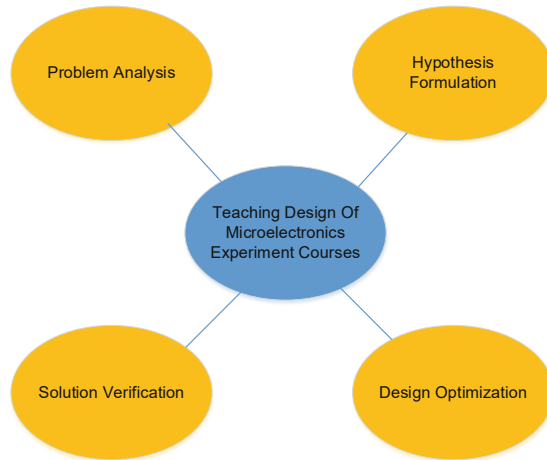 Problem Analysis
Hypothesis
Formulation
Teaching Design Of
Microelectronics
Experiment Courses
Solution Verification
Design Optimization